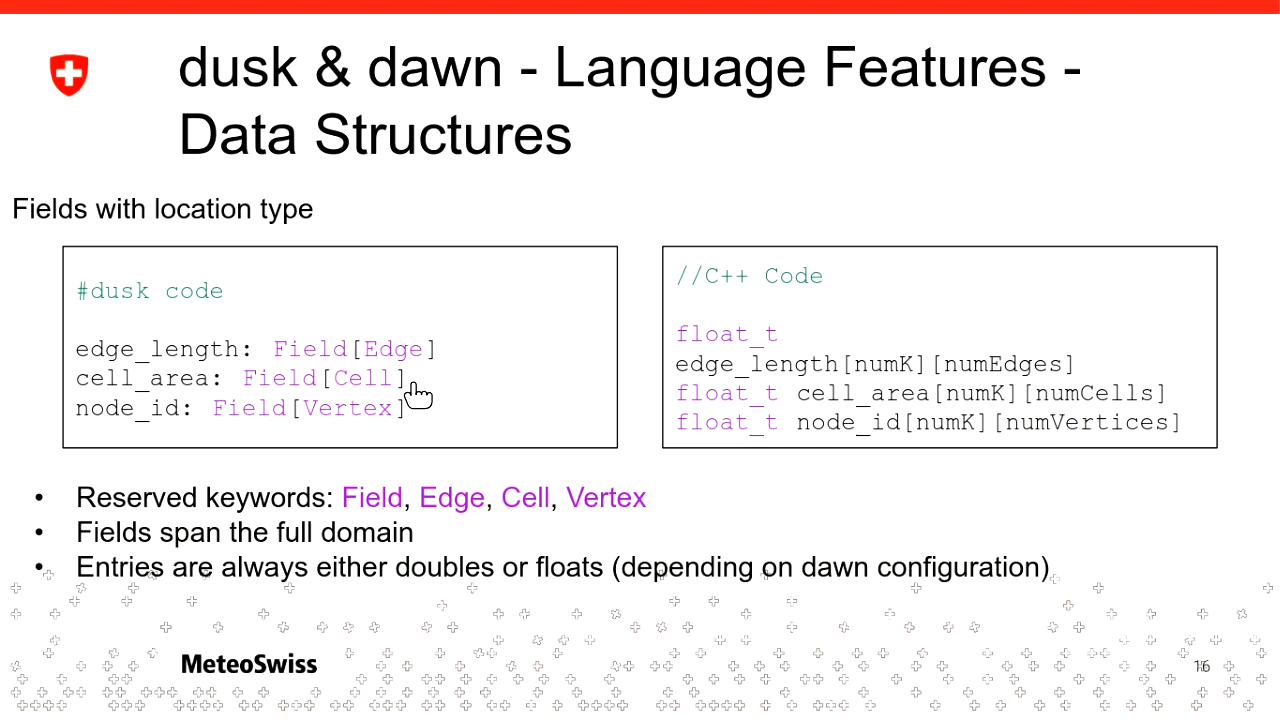 dusk & dawn - Language Features -
Data Structures
Fields with location type
#dusk code
edge_length: Field[Edge]
cell_area: Field[Cell]
node_id: Field[Vertex]
//C++ Code
float_t
edge_length[numK][numEdges]
float_t cell_area[numK][numCells]
float_t node_id[numK][numVertices]
• Reserved keywords: Field, Edge, Cell, Vertex
• Fields span the full domain
• Entries are always either doubles or floats (depending on dawn configuration)
MeteoSwiss